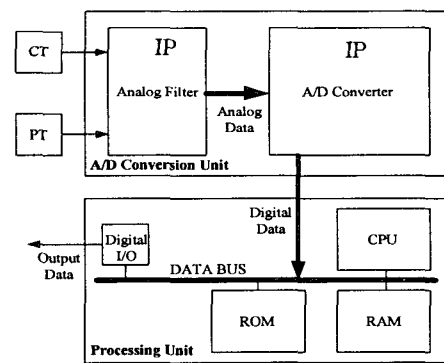 CT
PT
IP
Analog Filter
Analog
Data
IP
A/D Converter
A/D Conversion Unit
Digital
Data
Output
Data
Digital
I/O
CPU
DATA BUS
ROM
RAM
Processing Unit